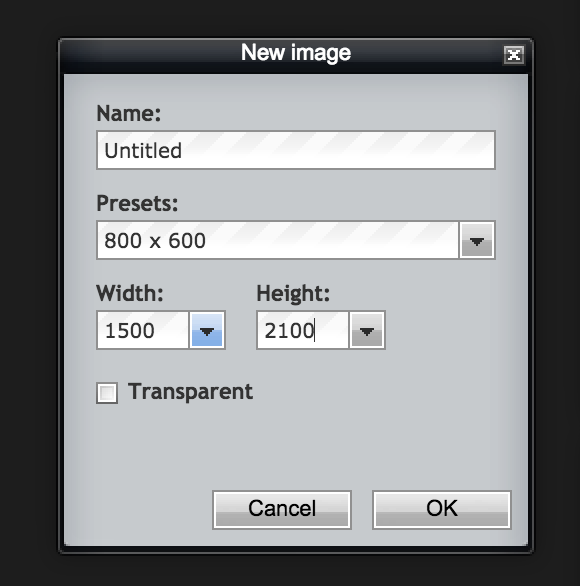 New image
Name:
Untitled
Presets:
800 x 600
Width: Height:
1500 2100
Transparent
Cancel OK